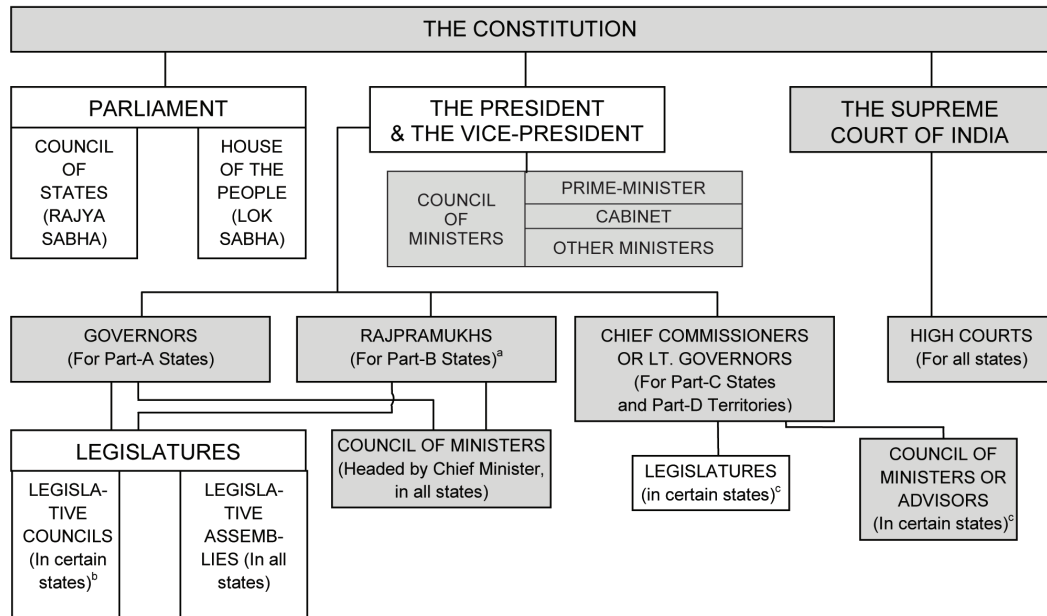 THE CONSTITUTION
PARLIAMENT
COUNCIL
OF
STATES
(RAJYA
SABHA)
HOUSE
OF THE
PEOPLE
(LOK
SABHA)
THE PRESIDENT
& THE VICE-PRESIDENT
COUNCIL
OF
MINISTERS
PRIME-MINISTER
CABINET
OTHER MINISTERS
THE SUPREME
COURT OF INDIA
GOVERNORS
(For Part-A States)
RAJPRAMUKHS
(For Part-B States)a
CHIEF COMMISSIONERS
OR LT. GOVERNORS
(For Part-C States
and Part-D Territories)
HIGH COURTS
(For all states)
LEGISLATURES
LEGISLA-
TIVE
COUNCILS
(In certain
states)b
LEGISLA-
TIVE
ASSEMB-
LIES (In all
states)
COUNCIL OF MINISTERS
(Headed by Chief Minister,
in all states)
LEGISLATURES
(in certain states)c
COUNCIL OF
MINISTERS OR
ADVISORS
(In certain states)c